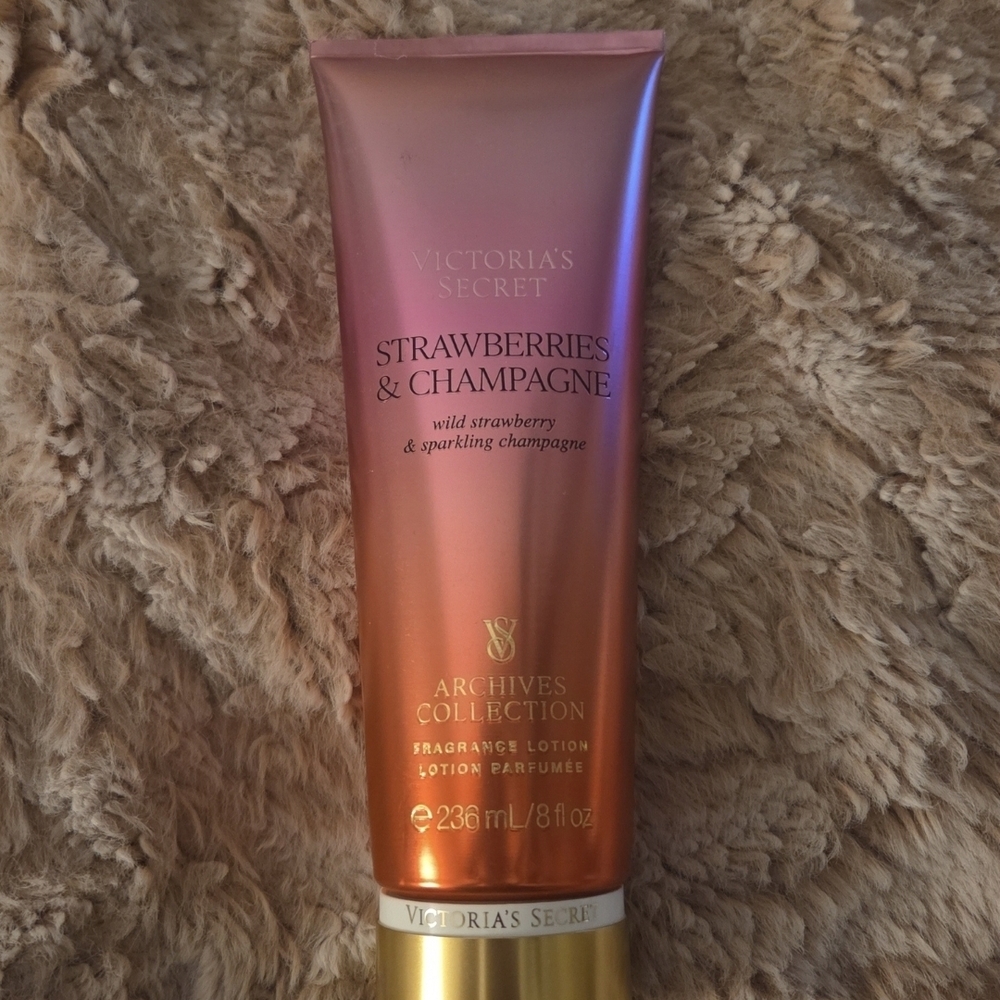 VICTORIA'S
SECRET
STRAWBERRIES
& CHAMPAGNE
wild strawberry
& sparkling champagne
VS
ARCHIVES
COLLECTION
FRAGRANCE LOTION
LOTION PARFUMÉE
℮ 236 mL/8 fl oz
VICTORIA'S SECRET